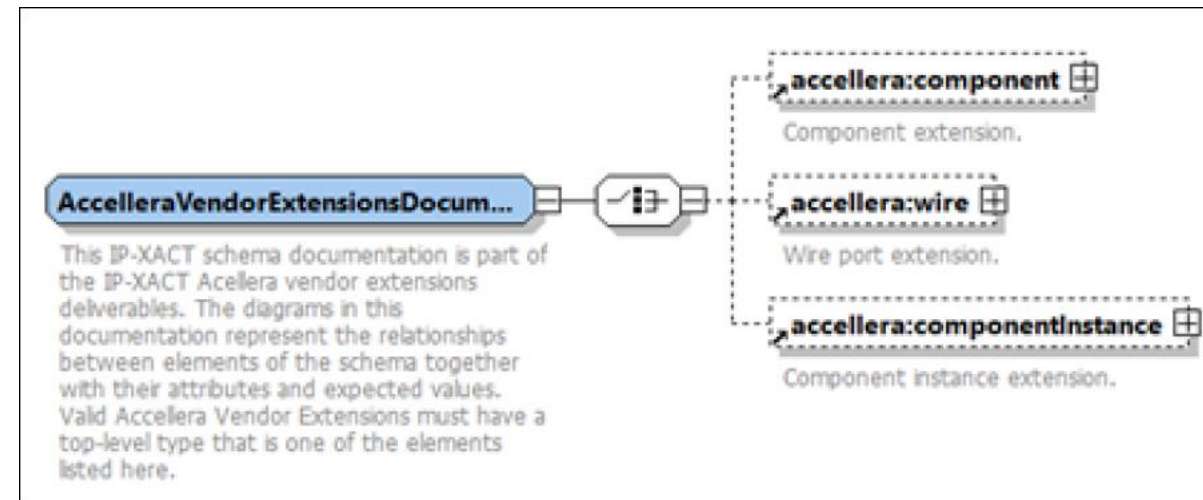 accellera:component
Component extension.
AccelleraVendorExtensionsDocum...
accellera:wire
This IP-XACT schema documentation is part of
the IP-XACT Acellera vendor extensions
deliverables. The diagrams in this
documentation represent the relationships
between elements of the schema together
with their attributes and expected values.
Valid Accellera Vendor Extensions must have a
top-level type that is one of the elements
listed here.
Wire port extension.
accellera:componentInstance
Component instance extension.